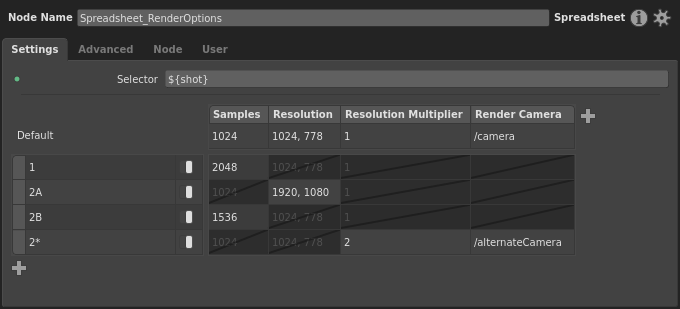 Node Name Spreadsheet_RenderOptions Spreadsheet
Settings Advanced Node User
Selector ${shot}
Samples Resolution Resolution Multiplier Render Camera
Default 1024 1024, 778 1 /camera
1 2048 1024, 778 1
2A 1024 1920, 1080 1
2B 1536 1024, 778 1
2* 1024 1024, 778 2 /alternateCamera